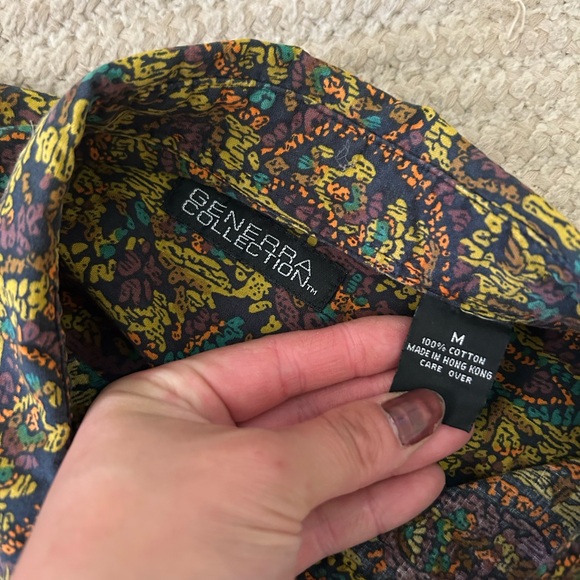 GENERRA
COLLECTION™
M
100% COTTON
MADE IN HONG KONG
CARE OVER